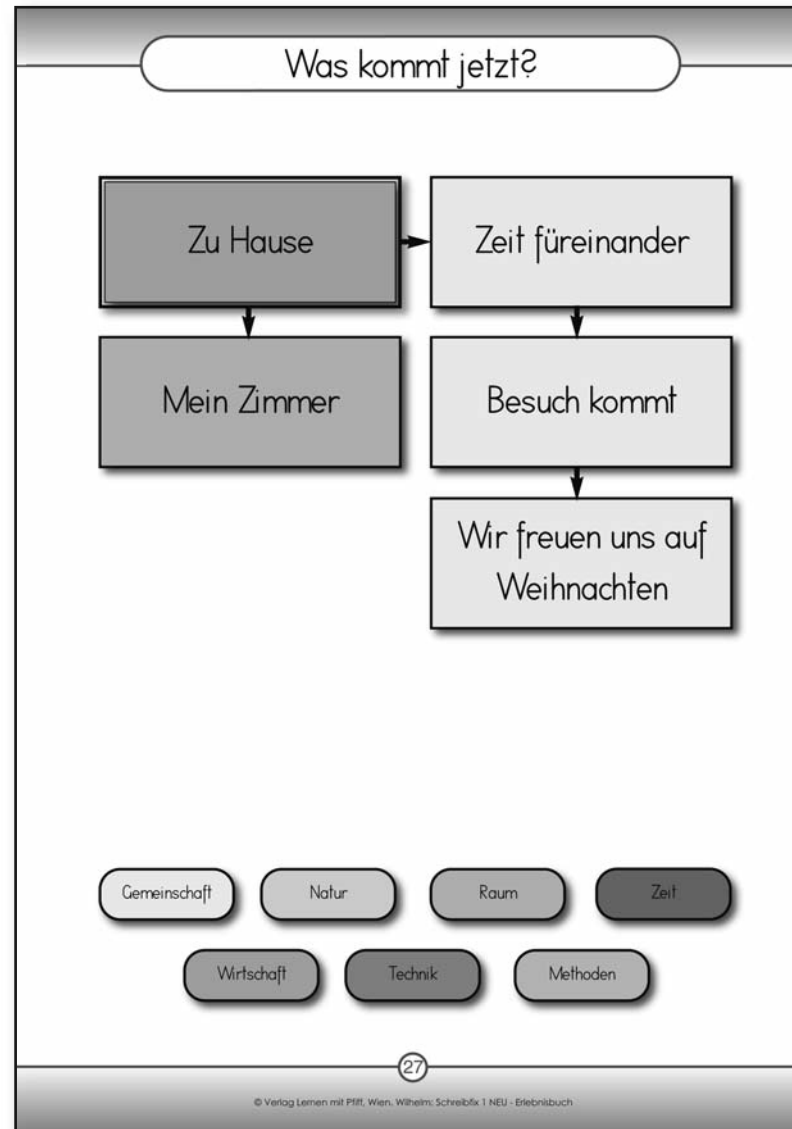 Was kommt jetzt?
Zu Hause
Zeit füreinander
Mein Zimmer
Besuch kommt
Wir freuen uns auf
Weihnachten
Gemeinschaft
Natur
Raum
Zeit
Wirtschaft
Technik
Methoden
27
© Verlag Lernen mit Pfiff, Wien. Wilhelm: Schreibfix 1 NEU - Erlebnisbuch